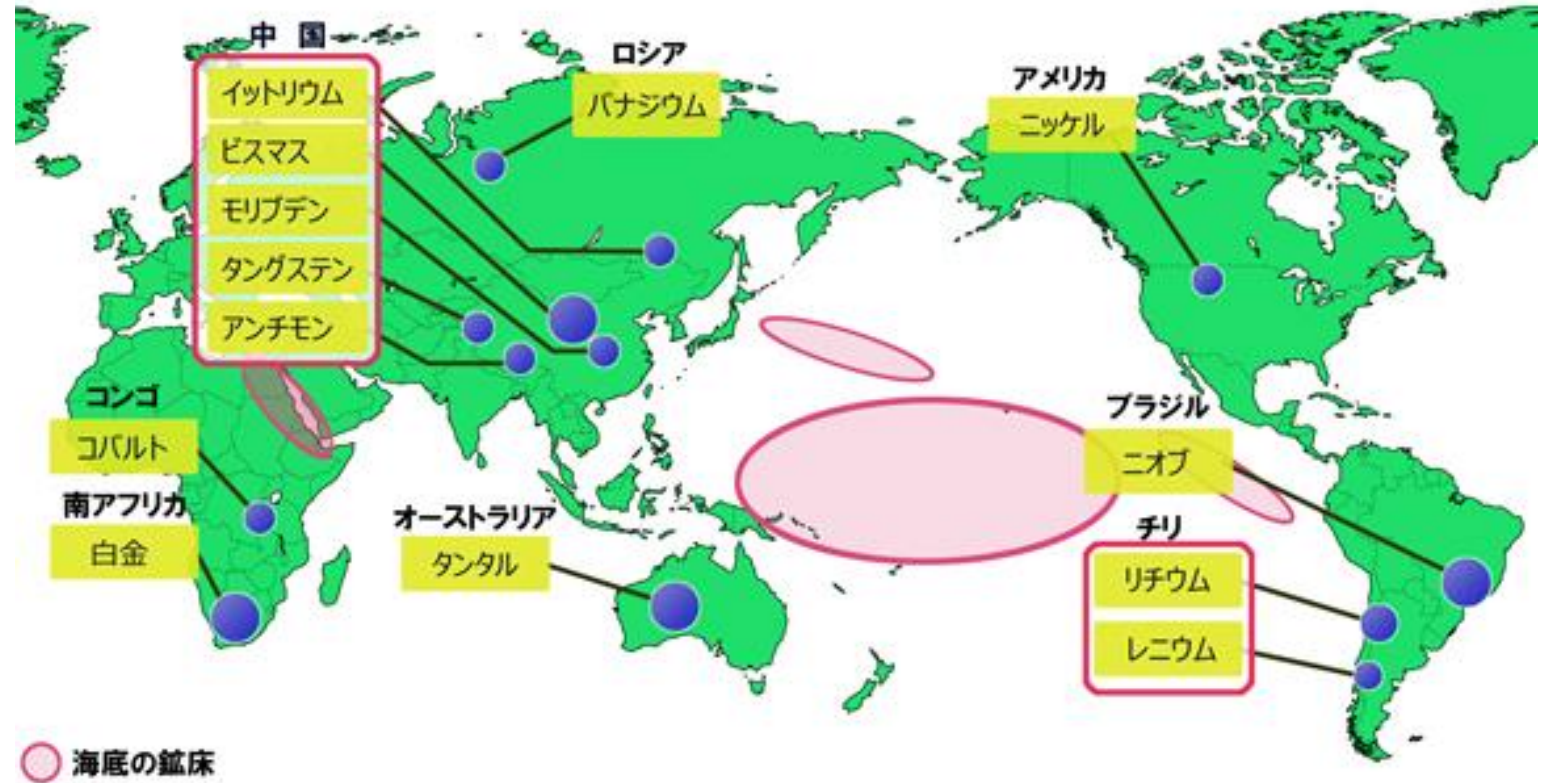 中 国
イットリウム
ビスマス
モリブデン
タングステン
アンチモン
ロシア
バナジウム
アメリカ
ニッケル
コンゴ
コバルト
南アフリカ
白金
オーストラリア
タンタル
ブラジル
ニオブ
チリ
リチウム
レニウム
海底の鉱床